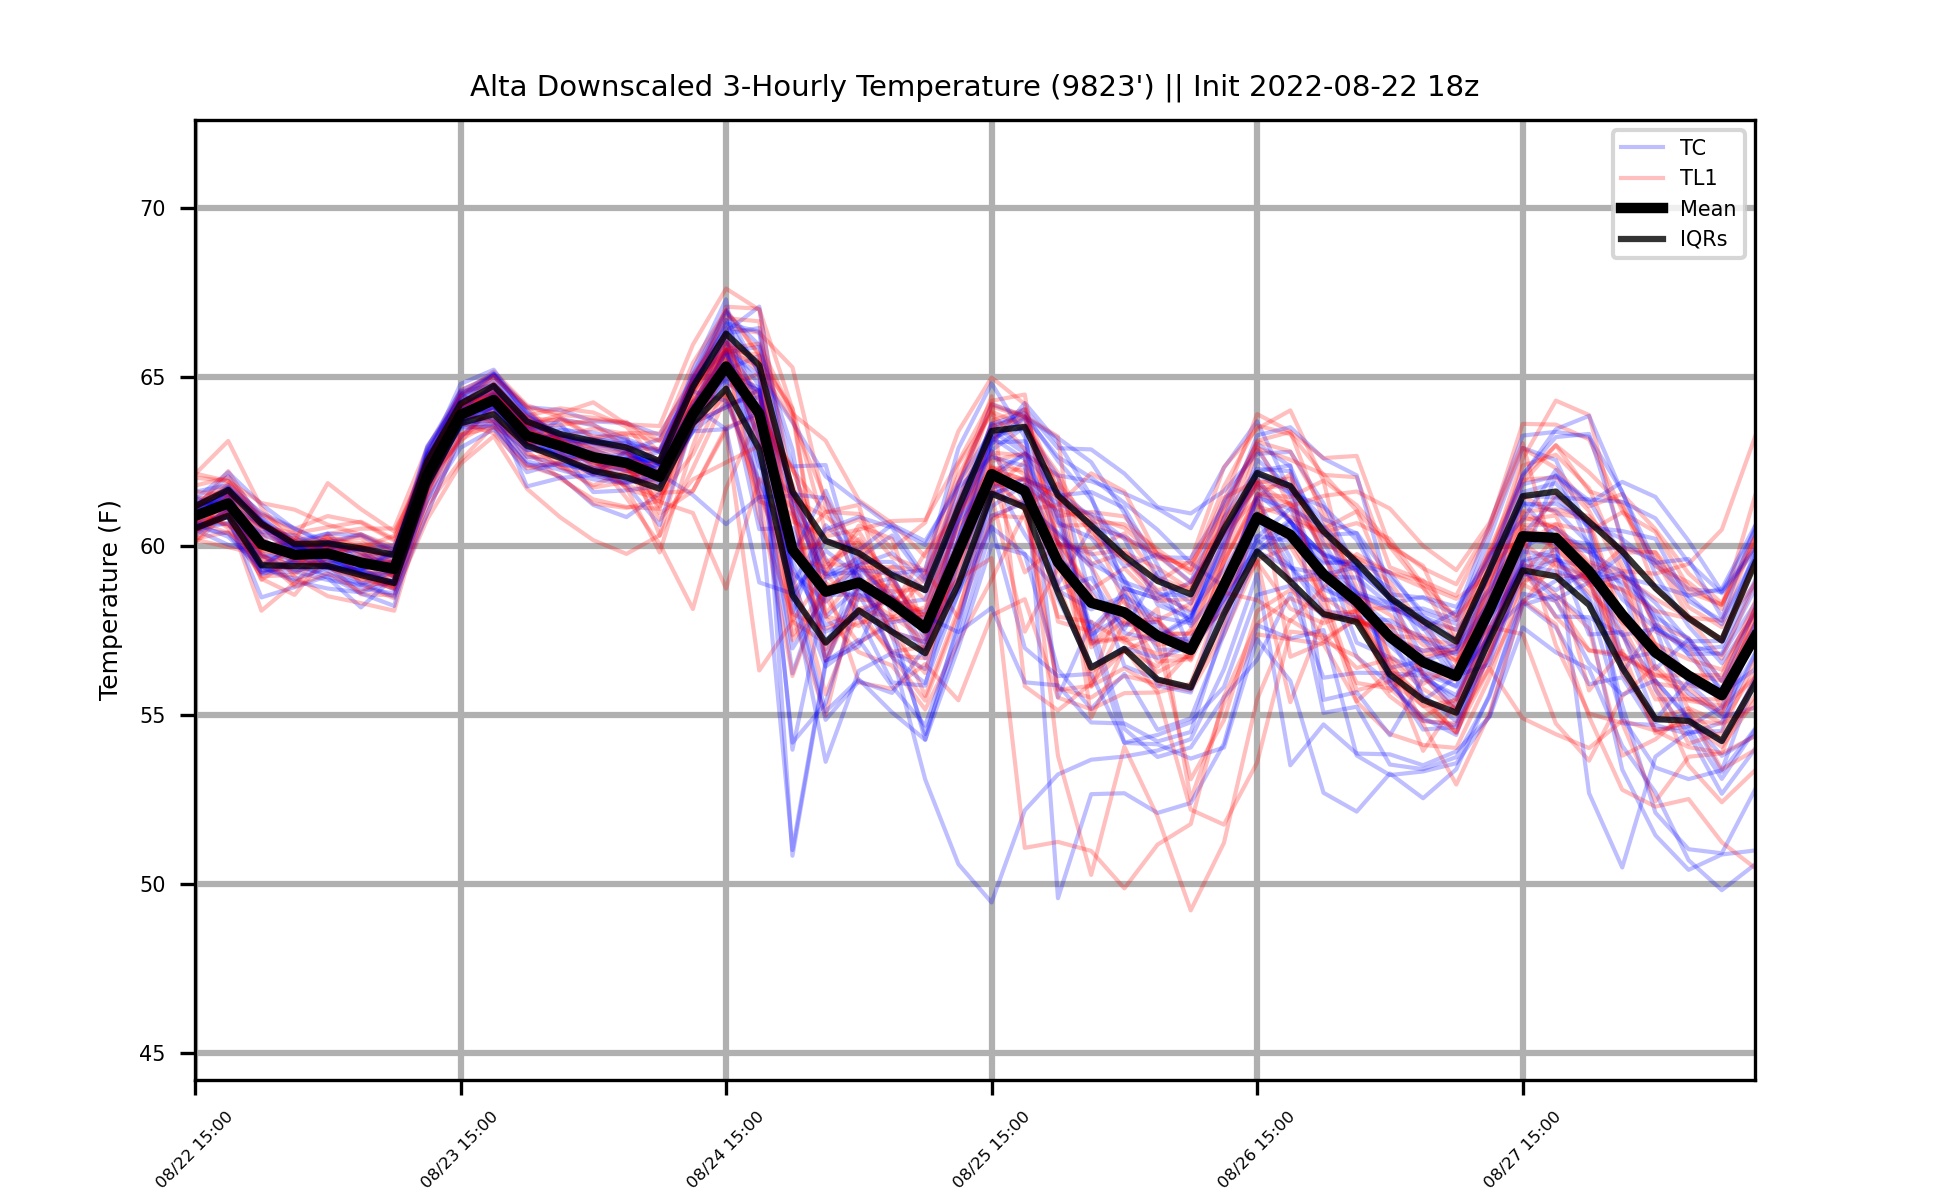 Alta Downscaled 3-Hourly Temperature (9823') || Init 2022-08-22 18z
TC
TL1
Mean
IQRs
Temperature (F)
70
65
60
55
50
45
08/22 15:00
08/23 15:00
08/24 15:00
08/25 15:00
08/26 15:00
08/27 15:00